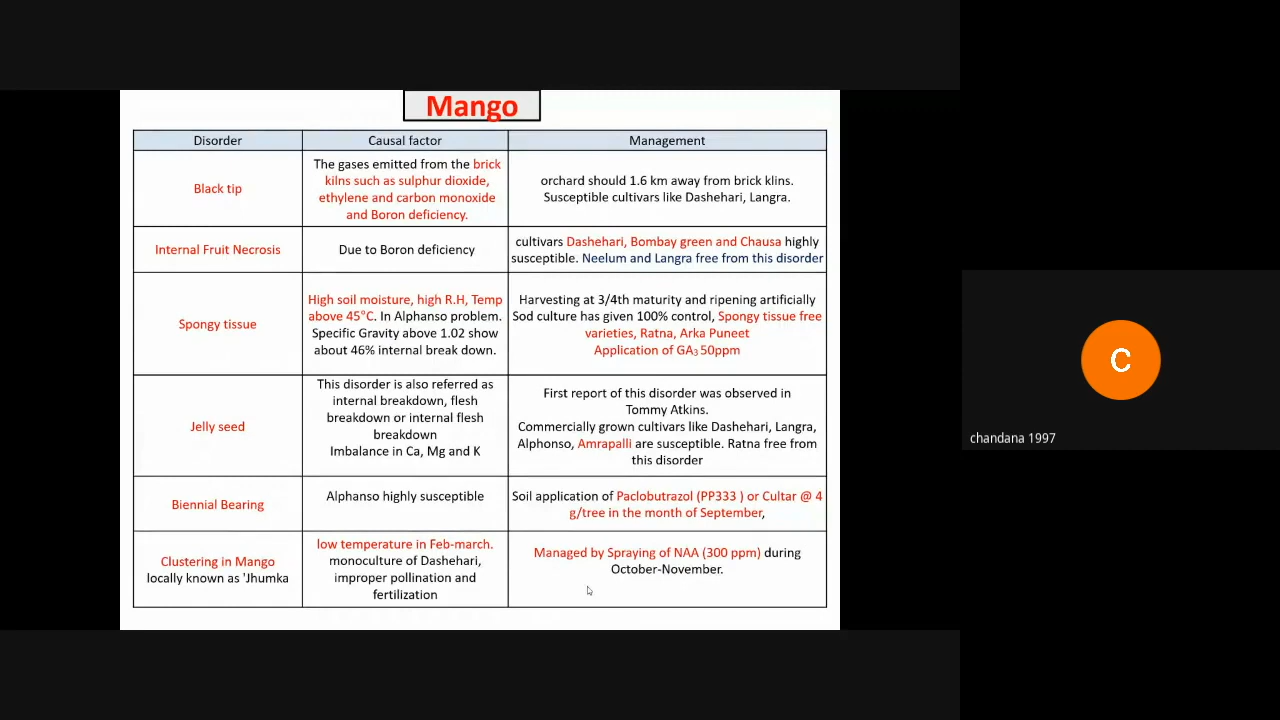 Mango
Disorder
Causal factor
Management
Black tip
The gases emitted from the brick
kilns such as sulphur dioxide,
ethylene and carbon monoxide
and Boron deficiency.
orchard should 1.6 km away from brick klins.
Susceptible cultivars like Dashehari, Langra.
Internal Fruit Necrosis
Due to Boron deficiency
cultivars Dashehari, Bombay green and Chausa highly
susceptible. Neelum and Langra free from this disorder
Spongy tissue
High soil moisture, high R.H, Temp
above 45°C. In Alphanso problem.
Specific Gravity above 1.02 show
about 46% internal break down.
Harvesting at 3/4th maturity and ripening artificially
Sod culture has given 100% control, Spongy tissue free
varieties, Ratna, Arka Puneet
Application of GA₃ 50ppm
Jelly seed
This disorder is also referred as
internal breakdown, flesh
breakdown or internal flesh
breakdown
Imbalance in Ca, Mg and K
First report of this disorder was observed in
Tommy Atkins.
Commercially grown cultivars like Dashehari, Langra,
Alphonso, Amrapalli are susceptible. Ratna free from
this disorder
Biennial Bearing
Alphanso highly susceptible
Soil application of Paclobutrazol (PP333 ) or Cultar @ 4
g/tree in the month of September,
Clustering in Mango
locally known as 'Jhumka
low temperature in Feb-march.
monoculture of Dashehari,
improper pollination and
fertilization
Managed by Spraying of NAA (300 ppm) during
October-November.
C
chandana 1997